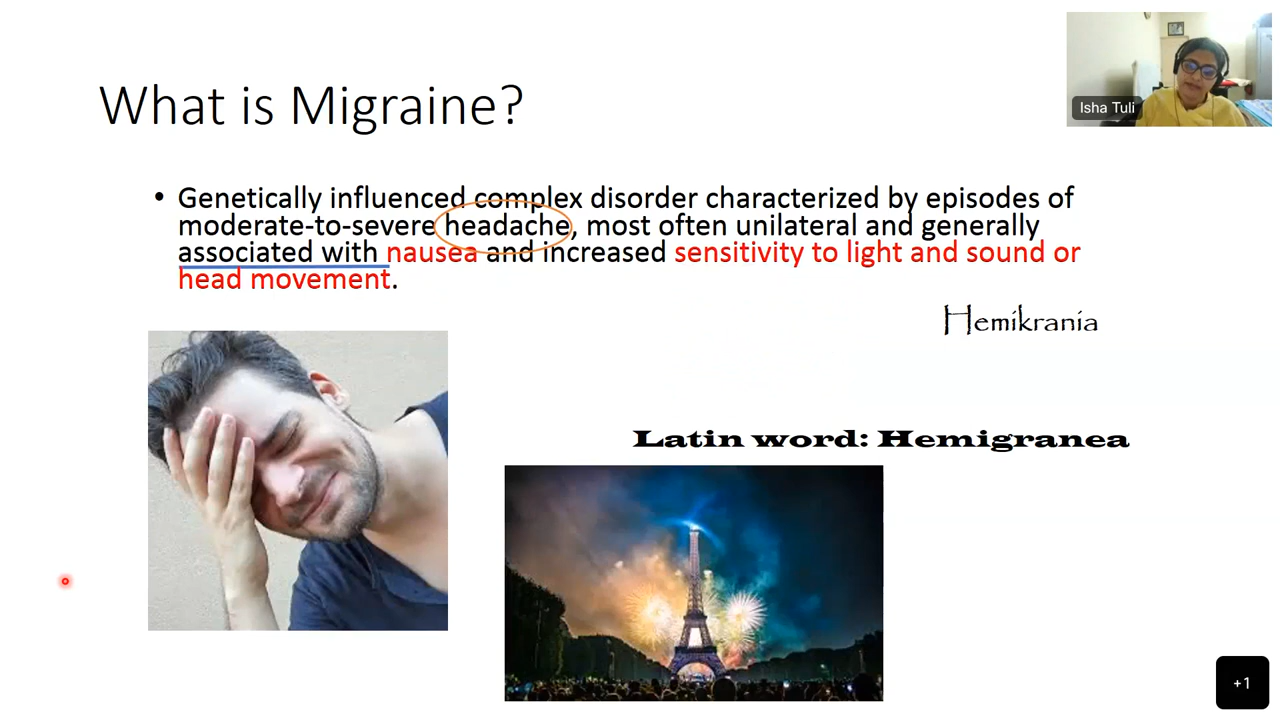 What is Migraine?
Isha Tuli
• Genetically influenced complex disorder characterized by episodes of
moderate-to-severe headache, most often unilateral and generally
associated with nausea and increased sensitivity to light and sound or
head movement.
Hemikrania
Latin word: Hemigranea
+1